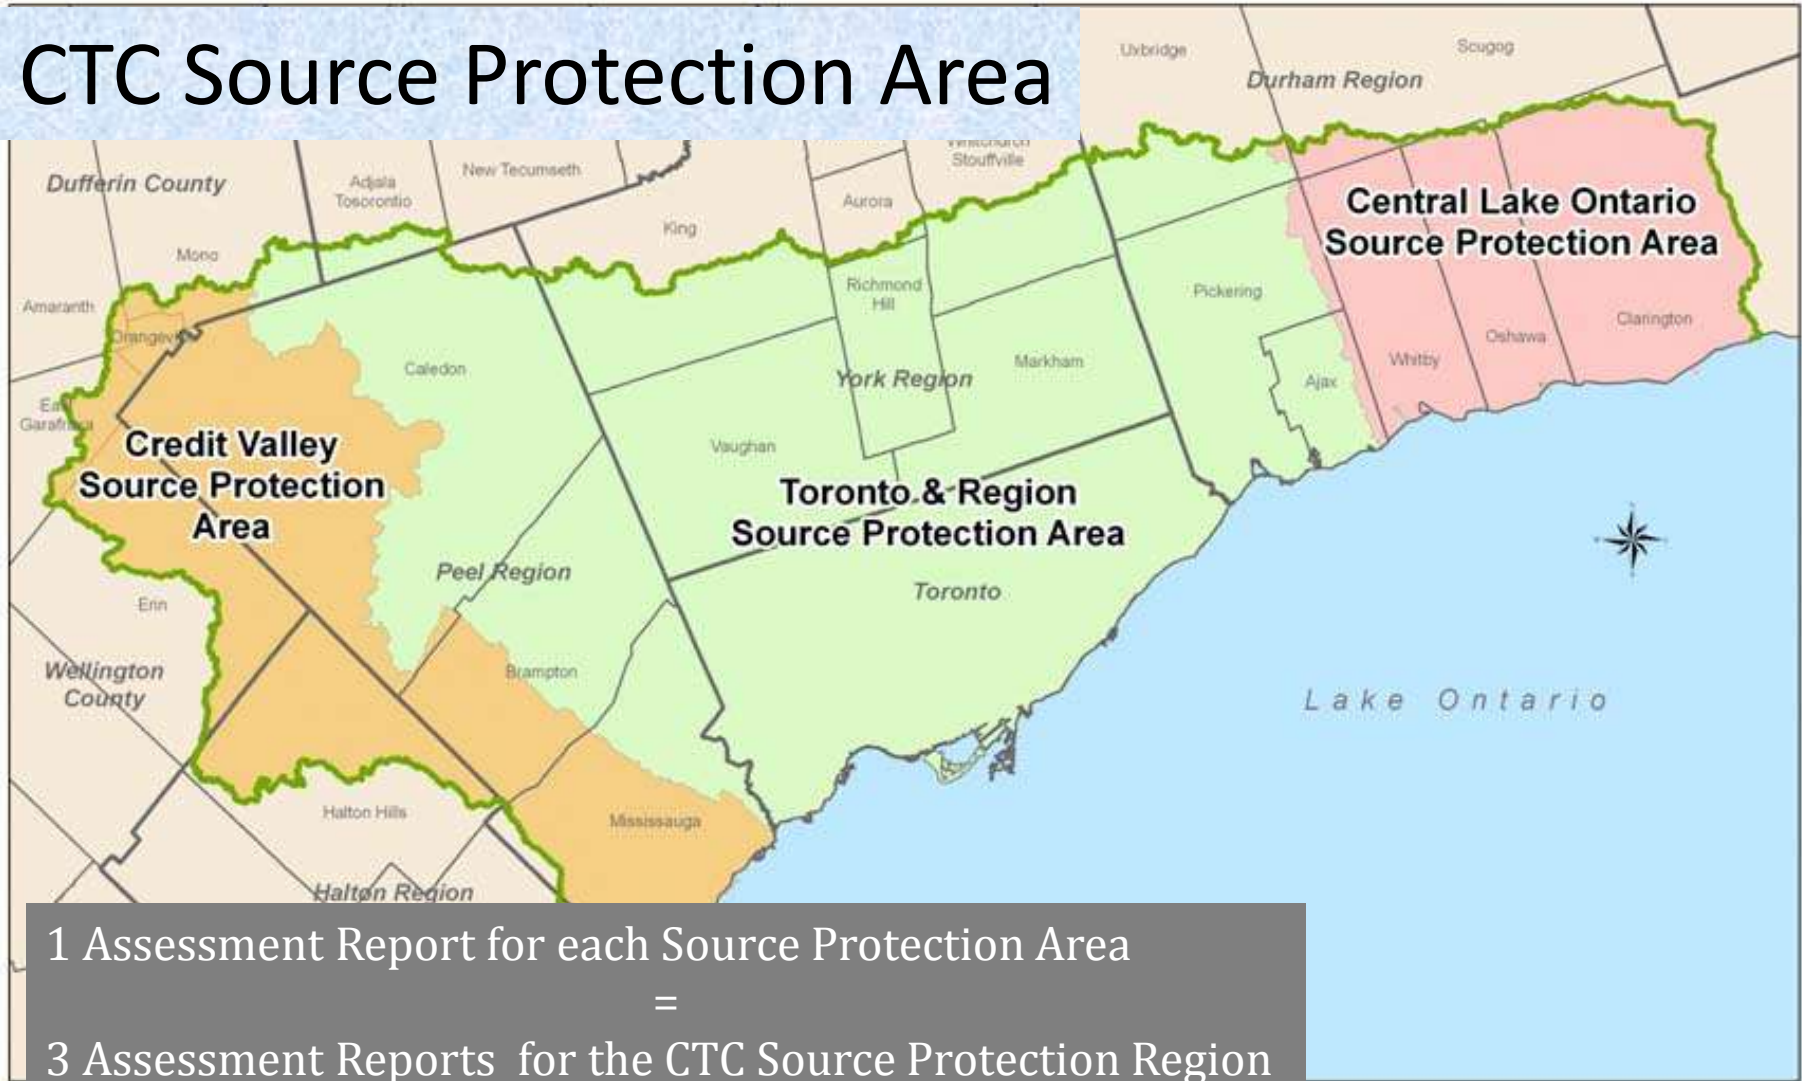 CTC Source Protection Area
Uxbridge
Scugog
Durham Region
Stouffville
Dufferin County
Adjala
Tosorontio
New Tecumseth
Aurora
King
Mono
Central Lake Ontario
Source Protection Area
Amaranth
Richmond
Hill
Pickering
Clarington
Oshawa
Whitby
Caledon
York Region
Markham
Ajax
Vaughan
Credit Valley
Source Protection
Area
Toronto & Region
Source Protection Area
Peel Region
Toronto
Erin
Wellington
County
Brampton
Lake Ontario
Halton Hills
Mississauga
Halton Region
1 Assessment Report for each Source Protection Area
=
3 Assessment Reports for the CTC Source Protection Region